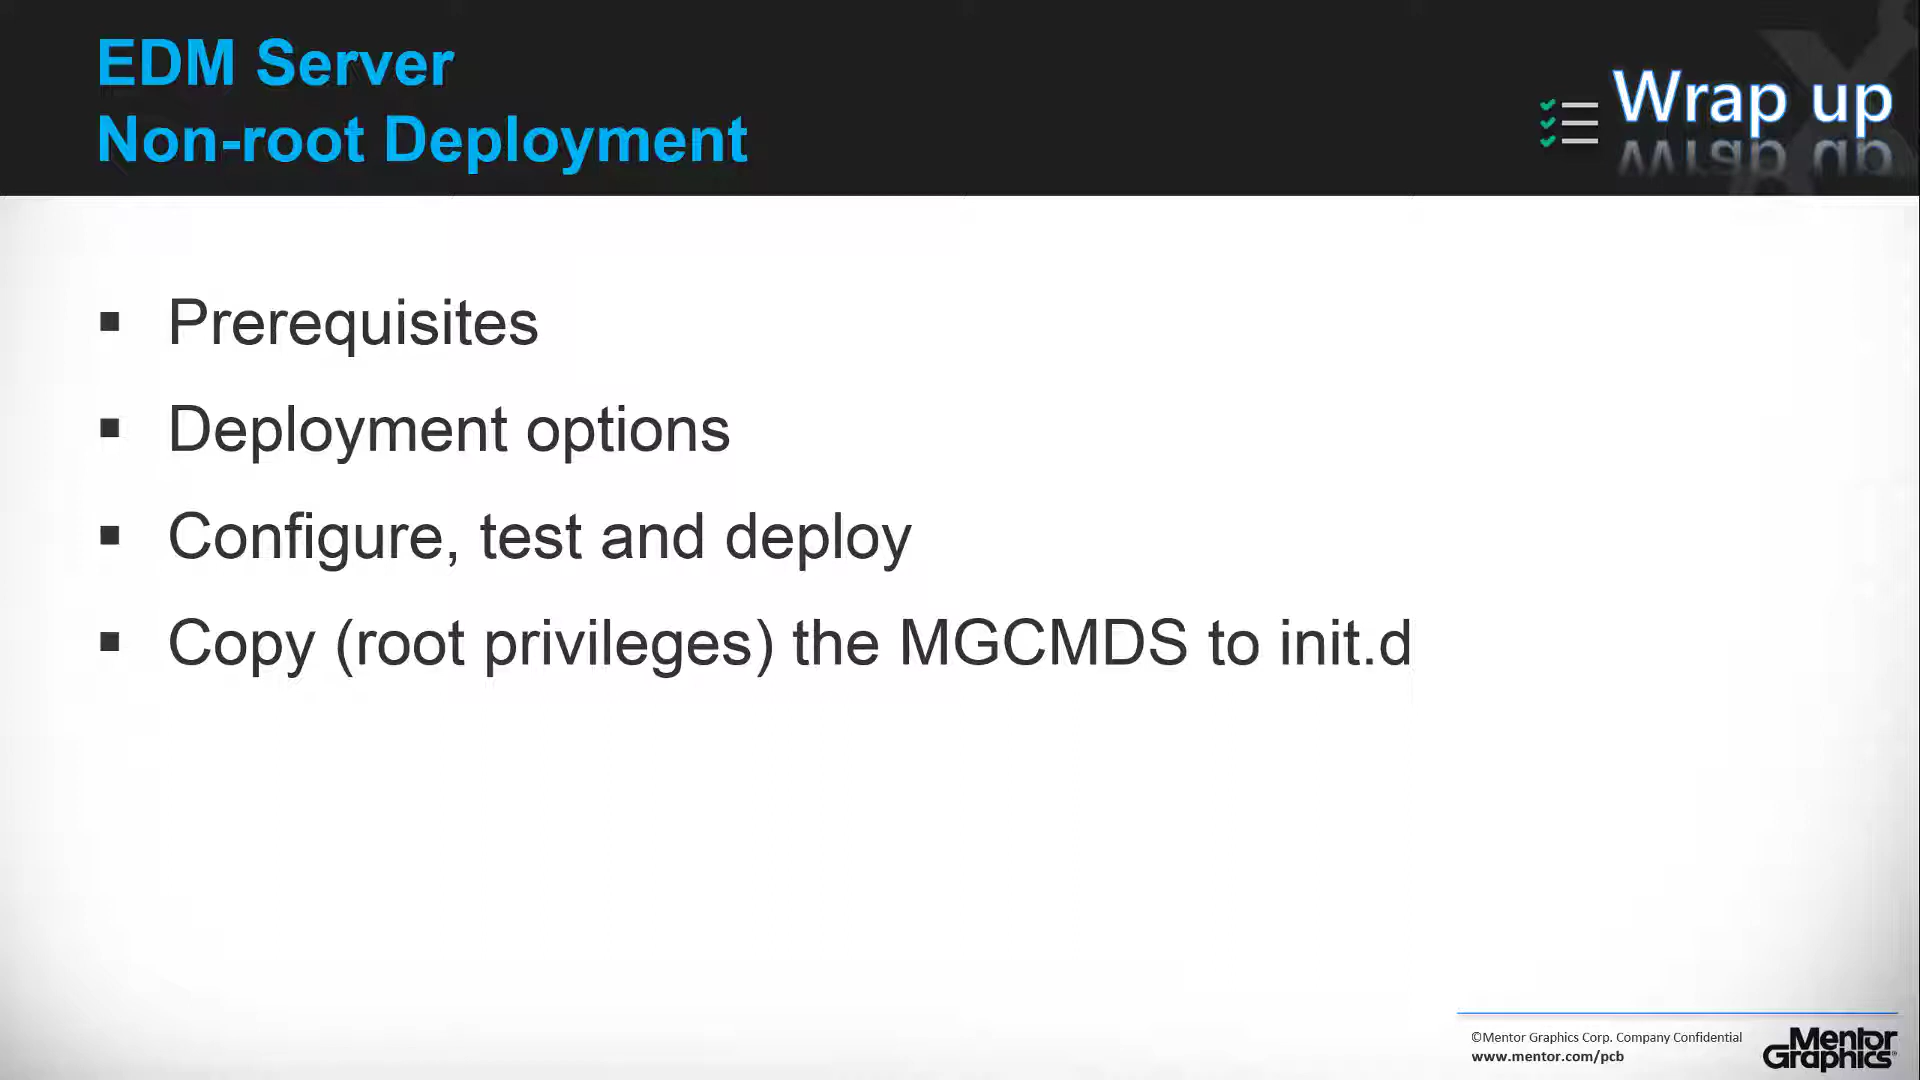 EDM Server
Non-root Deployment
Wrap up
▪ Prerequisites
▪ Deployment options
▪ Configure, test and deploy
▪ Copy (root privileges) the MGCMDS to init.d
©Mentor Graphics Corp. Company Confidential
www.mentor.com/pcb
Mentor
Graphics®